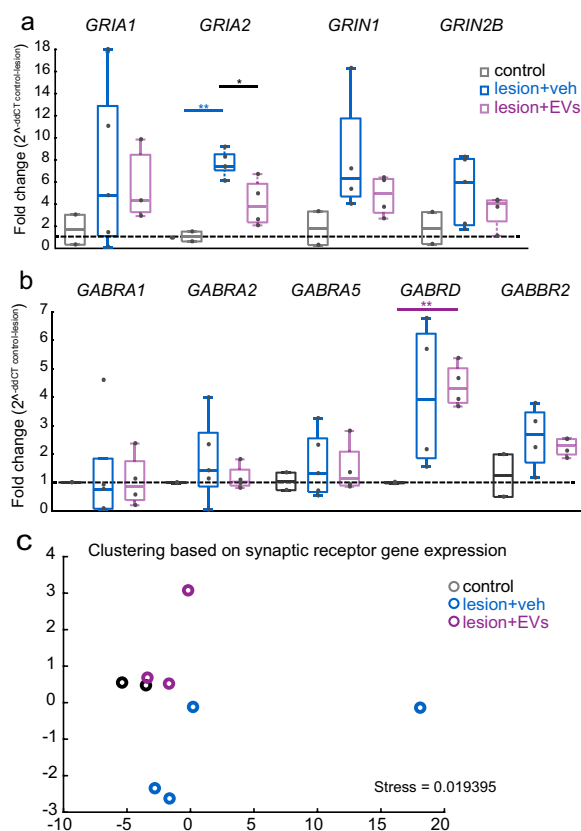 a
GRIA1 GRIA2 GRIN1 GRIN2B
Fold change (2^-ddCT control-lesion)
18
16
14
12
10
8
6
4
2
0
** *
control
lesion+veh
lesion+EVs
b
GABRA1 GABRA2 GABRA5 GABRD GABBR2
Fold change (2^-ddCT control-lesion)
7
6
5
4
3
2
1
0
**
c
Clustering based on synaptic receptor gene expression
4
3
2
1
0
-1
-2
-3
control
lesion+veh
lesion+EVs
Stress = 0.019395
-10 -5 0 5 10 15 20